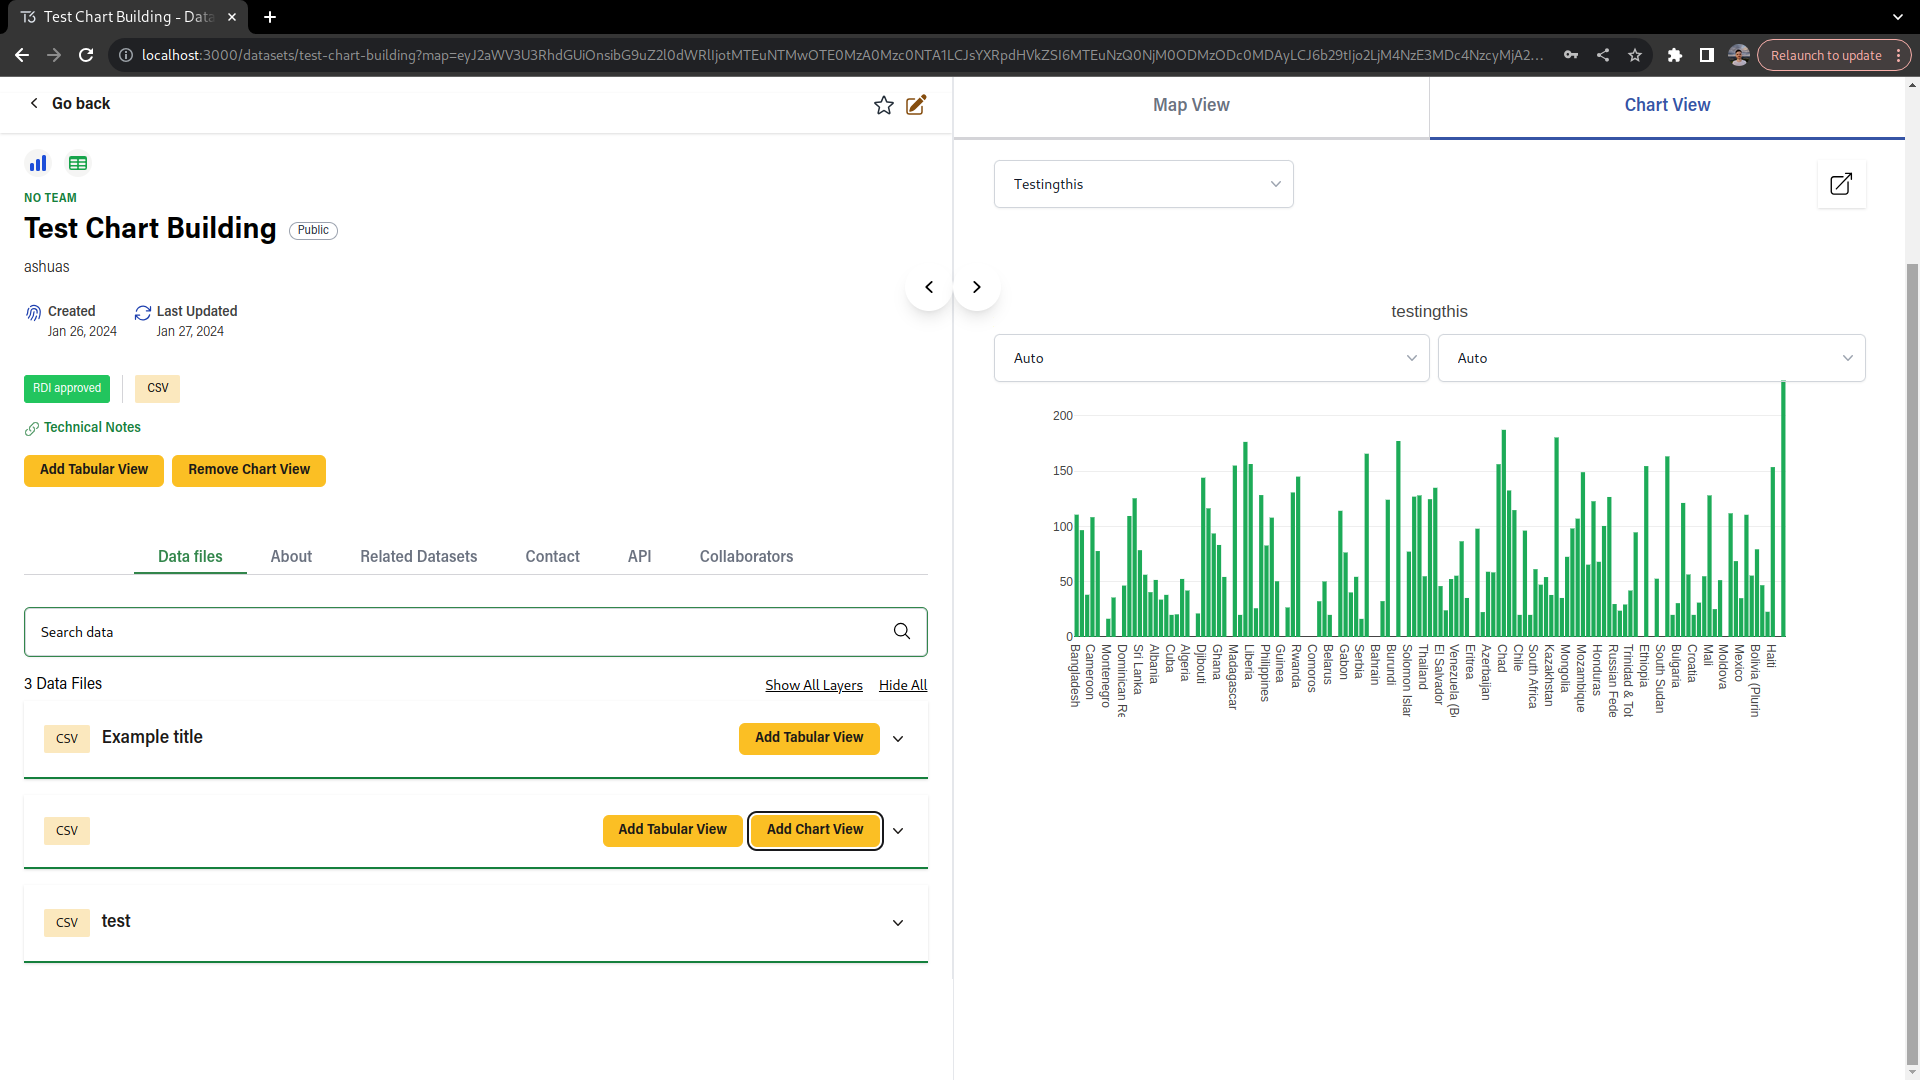 Test Chart Building - Data
localhost:3000/datasets/test-chart-building?map=eyJ2aWV3U3RhdGUiOnsibG9uZ2l0dWRlIjotMTEuNTMwOTE0MzA0Mzc0NTA1LCJsYXRpdHVkZSI6MTEuNzQ0NjM4ODMzODc0MDAyLCJ6b29tIjo2LjM4NzE3MDc4NzcyMjA2...
Relaunch to update
Go back
NO TEAM
Test Chart Building
Public
ashuas
Created
Jan 26, 2024
Last Updated
Jan 27, 2024
RDI approved
CSV
Technical Notes
Add Tabular View
Remove Chart View
Data files
About
Related Datasets
Contact
API
Collaborators
Search data
3 Data Files
Show All Layers
Hide All
CSV
Example title
Add Tabular View
CSV
Add Tabular View
Add Chart View
CSV
test
Map View
Chart View
Testingthis
testingthis
Auto
Auto
200
150
100
50
0
Bangladesh
Cameroon
Montenegro
Dominican Re
Sri Lanka
Albania
Cuba
Algeria
Djibouti
Ghana
Madagascar
Liberia
Philippines
Guinea
Rwanda
Comoros
Belarus
Gabon
Serbia
Bahrain
Burundi
Solomon Islar
Thailand
El Salvador
Venezuela (B
Eritrea
Azerbaijan
Chad
Chile
South Africa
Kazakhstan
Mongolia
Mozambique
Honduras
Russian Fede
Trinidad & Tol
Ethiopia
South Sudan
Bulgaria
Croatia
Mali
Moldova
Mexico
Bolivia (Plurin
Haiti